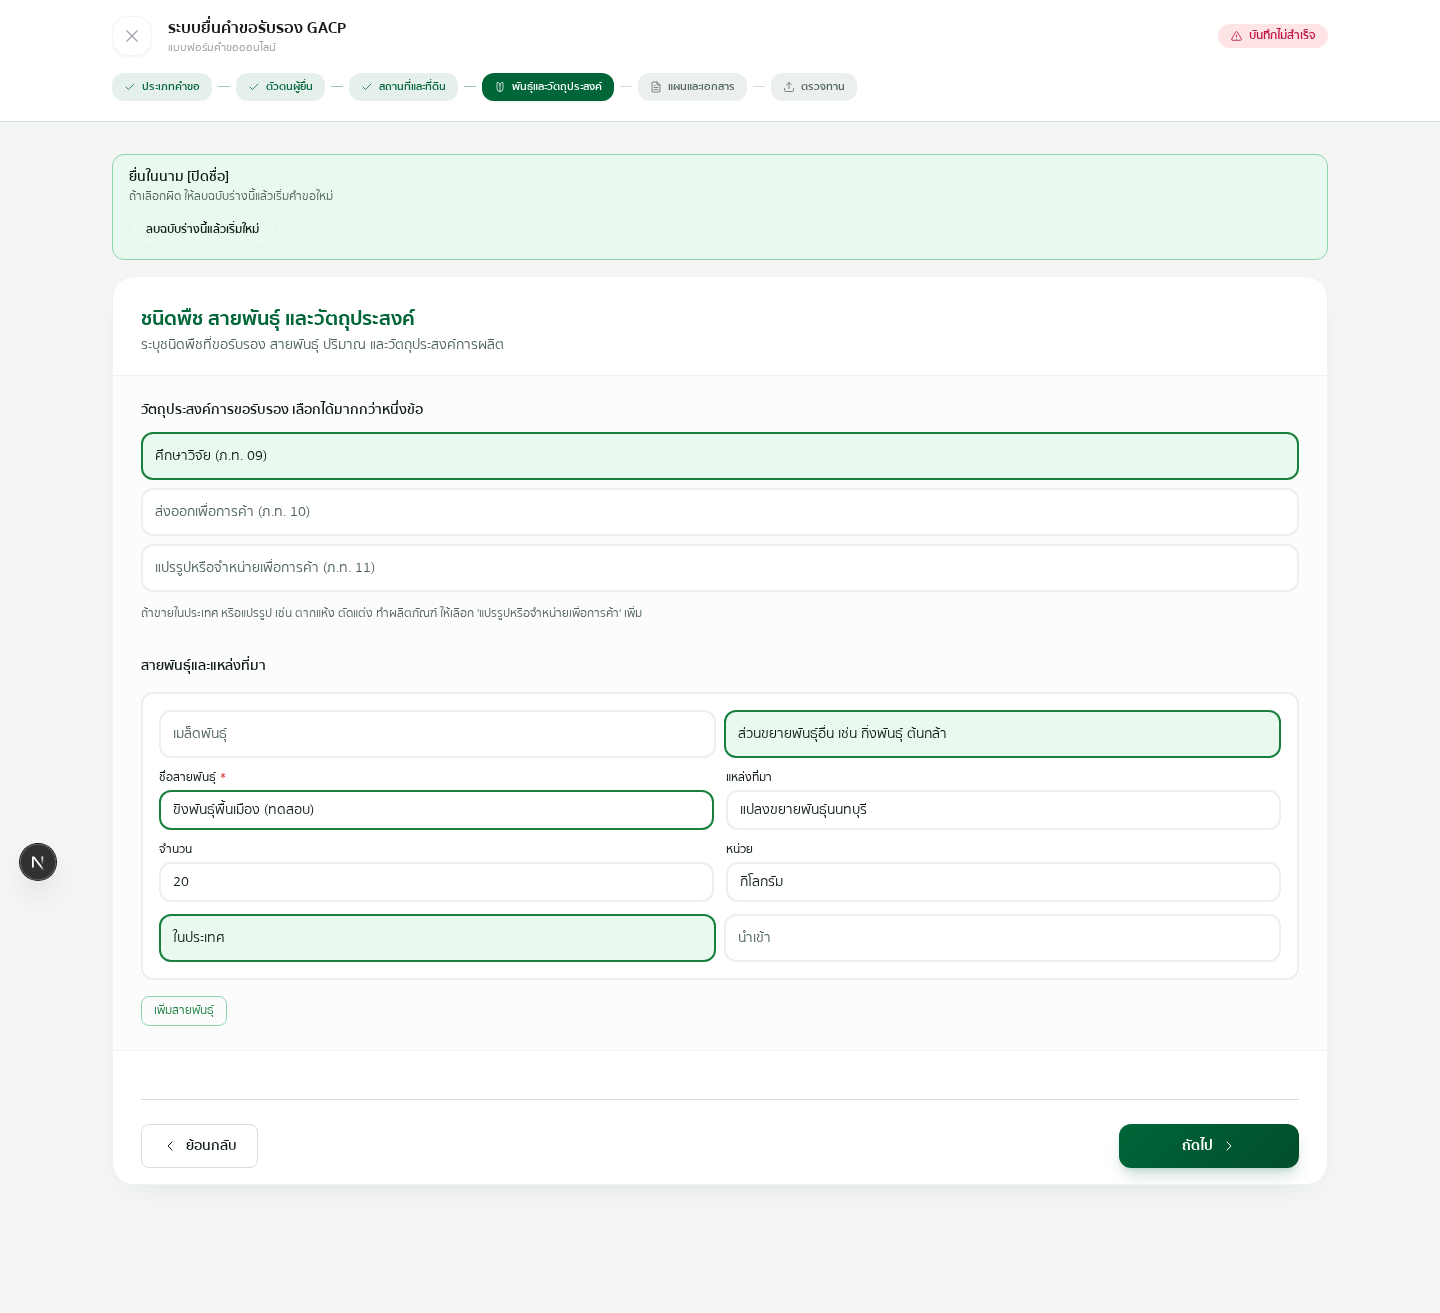 ระบบยื่นคำขอรับรอง GACP
แบบฟอร์มคำขอออนไลน์
บันทึกไม่สำเร็จ
ประเภทคำขอ
ตัวตนผู้ยื่น
สถานที่และที่ดิน
พันธุ์และวัตถุประสงค์
แผนและเอกสาร
ตรวจทาน
ยื่นในนาม [ปิดชื่อ]
ถ้าเลือกผิด ให้ลบฉบับร่างนี้แล้วเริ่มคำขอใหม่
ลบฉบับร่างนี้แล้วเริ่มใหม่
ชนิดพืช สายพันธุ์ และวัตถุประสงค์
ระบุชนิดพืชที่ขอรับรอง สายพันธุ์ ปริมาณ และวัตถุประสงค์การผลิต
วัตถุประสงค์การขอรับรอง เลือกได้มากกว่าหนึ่งข้อ
ศึกษาวิจัย (ภ.ท. 09)
ส่งออกเพื่อการค้า (ภ.ท. 10)
แปรรูปหรือจำหน่ายเพื่อการค้า (ภ.ท. 11)
ถ้าขายในประเทศ หรือแปรรูป เช่น ตากแห้ง ตัดแต่ง ทำผลิตภัณฑ์ ให้เลือก 'แปรรูปหรือจำหน่ายเพื่อการค้า' เพิ่ม
สายพันธุ์และแหล่งที่มา
เมล็ดพันธุ์
ส่วนขยายพันธุ์อื่น เช่น กิ่งพันธุ์ ต้นกล้า
ชื่อสายพันธุ์ *
แหล่งที่มา
ขิงพันธุ์พื้นเมือง (ทดสอบ)
แปลงขยายพันธุ์นนทบุรี
จำนวน
หน่วย
20
กิโลกรัม
ในประเทศ
นำเข้า
เพิ่มสายพันธุ์
ย้อนกลับ
ถัดไป
N